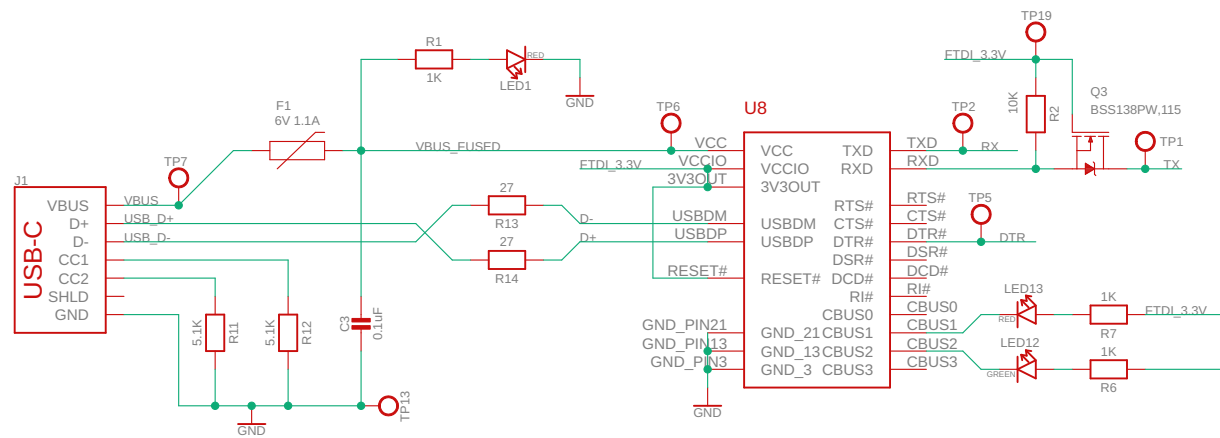 TP19
R1
RED
1K
LED1
GND
FTDI_3.3V
10K
R2
Q3
BSS138PW,115
F1
6V 1.1A
TP6
U8
TP2
TP1
VBUS_FUSED
VCC
VCC
TXD
TXD
RX
FTDI_3.3V
VCCIO
VCCIO
RXD
RXD
TX
TP7
3V3OUT
3V3OUT
J1
USB-C
VBUS
VBUS
27
R13
D-
RTS#
RTS#
TP5
D+
USB_D+
USBDM
USBDM
CTS#
CTS#
D-
USB_D-
27
R14
D+
USBDP
USBDP
DTR#
DTR#
DTR
CC1
DSR#
DSR#
CC2
RESET#
RESET#
DCD#
DCD#
SHLD
RI#
RI#
GND
CBUS0
CBUS0
LED13
RED
1K
R7
FTDI_3.3V
5.1K
R11
5.1K
R12
C3
0.1uF
GND_PIN21
GND_21
CBUS1
CBUS1
GND_PIN13
GND_13
CBUS2
CBUS2
LED12
GREEN
1K
R6
GND_PIN3
GND_3
CBUS3
CBUS3
GND
TP13
GND